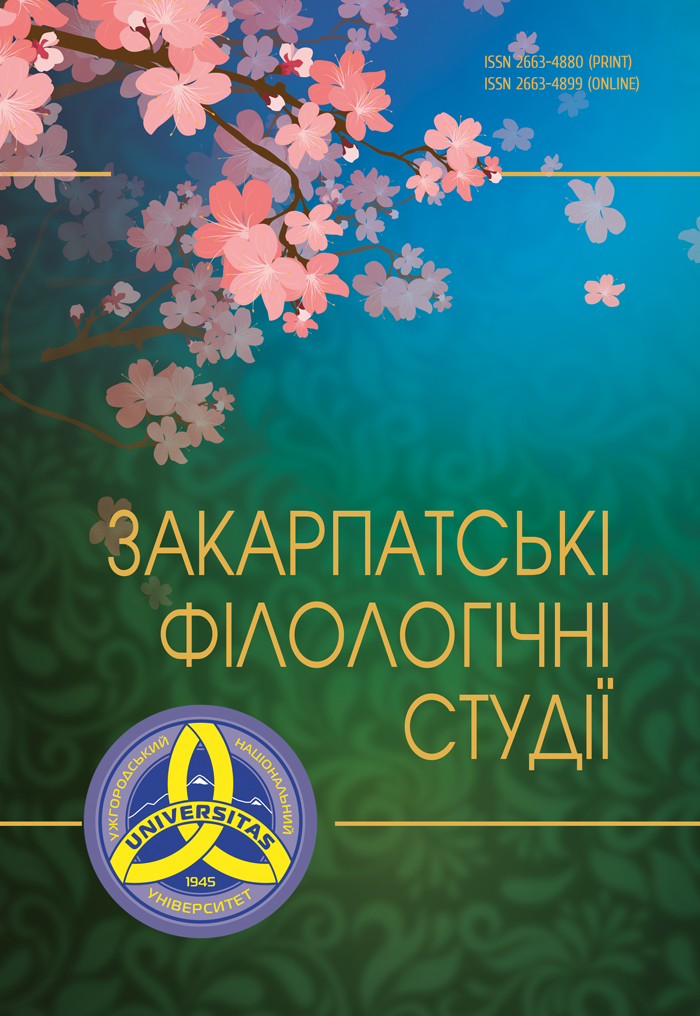 ISSN 2663-4880 (PRINT)
ISSN 2663-4899 (ONLINE)
ЗАКАРПАТСЬКІ
ФІЛОЛОГІЧНІ
СТУДІЇ
УЖГОРОДСЬКИЙ НАЦІОНАЛЬНИЙ
UNIVERSITAS
1945
УНІВЕРСИТЕТ